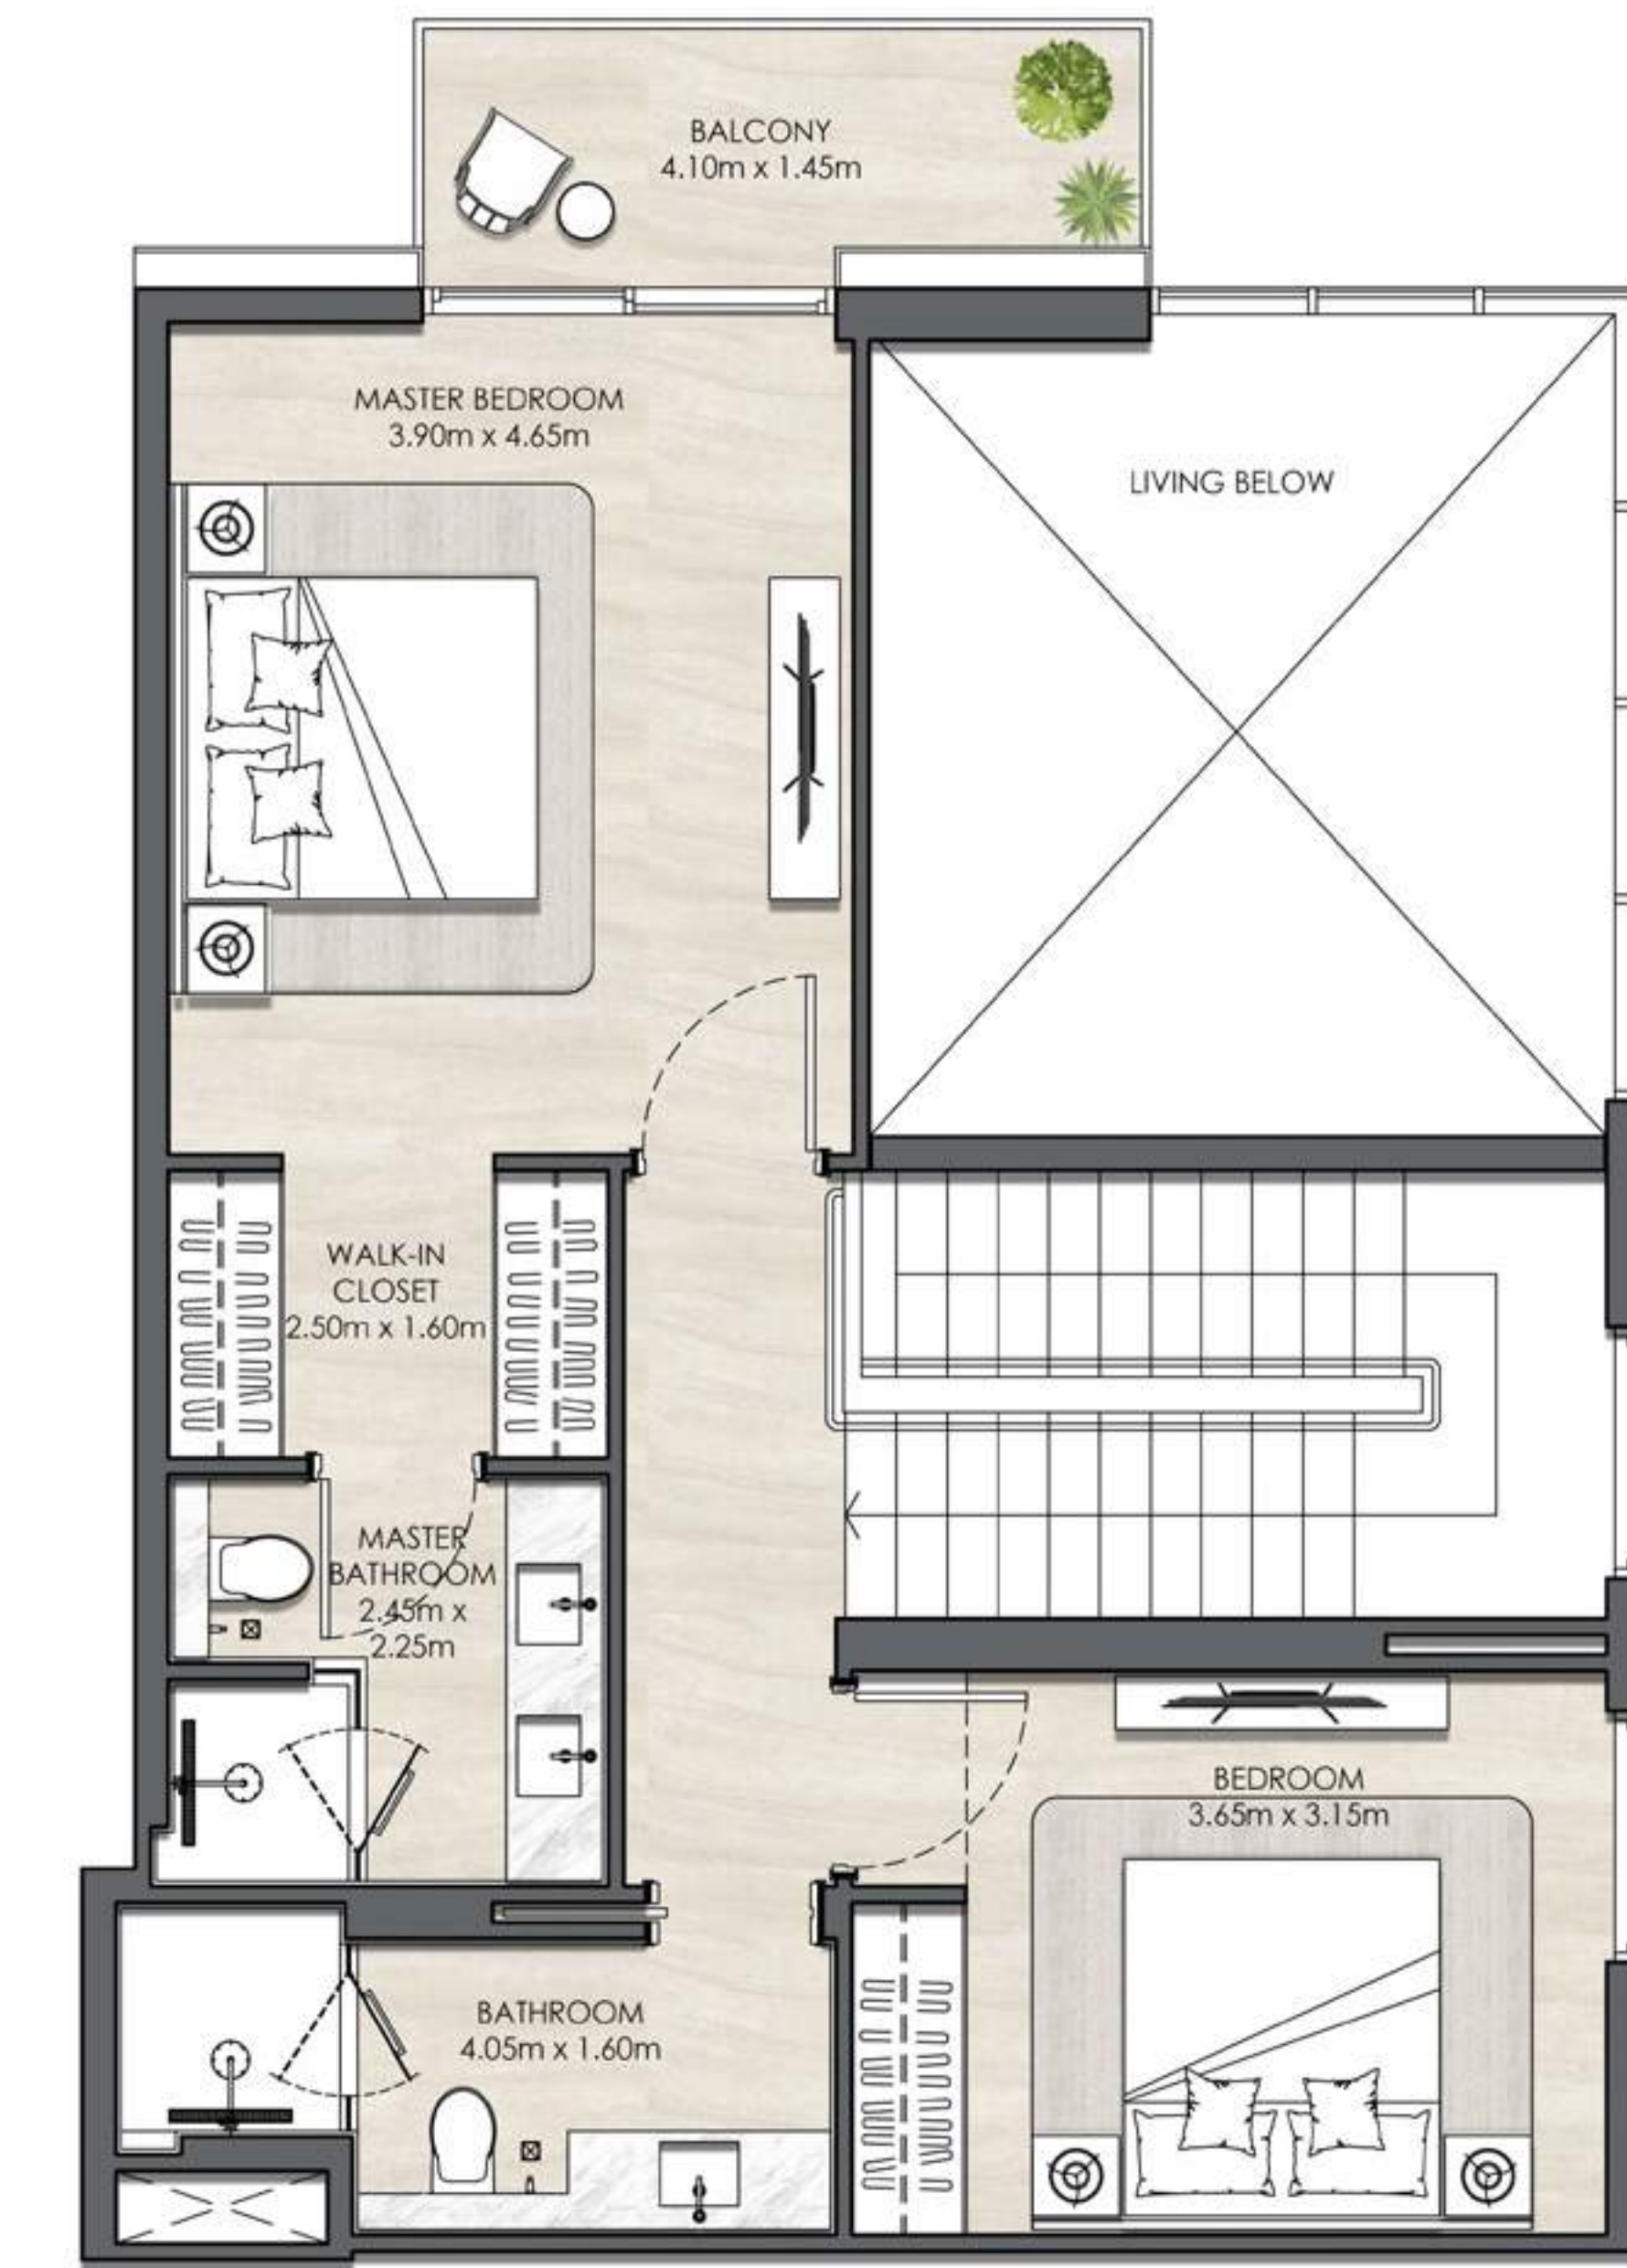 BALCONY
4.10m x 1.45m
MASTER BEDROOM
3.90m x 4.65m
LIVING BELOW
WALK-IN
CLOSET
2.50m x 1.60m
MASTER
BATHROOM
2.45m x
2.25m
BEDROOM
3.65m x 3.15m
BATHROOM
4.05m x 1.60m